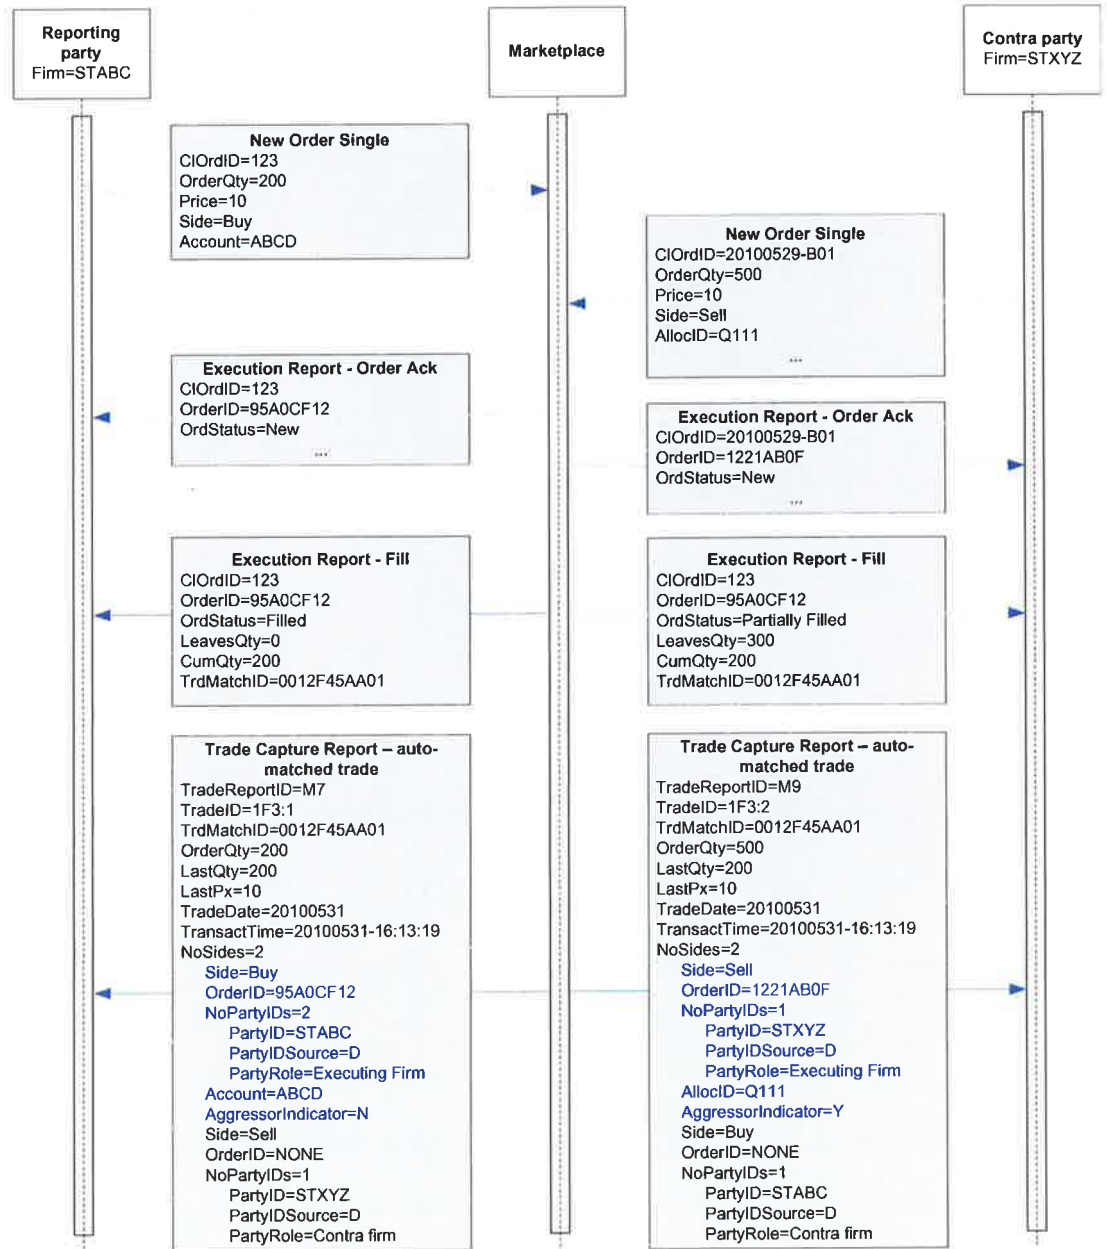 Reporting
party
Firm=STABC
Marketplace
Contra party
Firm=STXYZ
New Order Single
ClOrdID=123
OrderQty=200
Price=10
Side=Buy
Account=ABCD
New Order Single
ClOrdID=20100529-B01
OrderQty=500
Price=10
Side=Sell
AllocID=Q111
...
Execution Report - Order Ack
ClOrdID=123
OrderID=95A0CF12
OrdStatus=New
...
Execution Report - Order Ack
ClOrdID=20100529-B01
OrderID=1221AB0F
OrdStatus=New
...
Execution Report - Fill
ClOrdID=123
OrderID=95A0CF12
OrdStatus=Filled
LeavesQty=0
CumQty=200
TrdMatchID=0012F45AA01
Execution Report - Fill
ClOrdID=123
OrderID=95A0CF12
OrdStatus=Partially Filled
LeavesQty=300
CumQty=200
TrdMatchID=0012F45AA01
Trade Capture Report – auto-
matched trade
TradeReportID=M7
TradeID=1F3:1
TrdMatchID=0012F45AA01
OrderQty=200
LastQty=200
LastPx=10
TradeDate=20100531
TransactTime=20100531-16:13:19
NoSides=2
Side=Buy
OrderID=95A0CF12
NoPartyIDs=2
PartyID=STABC
PartyIDSource=D
PartyRole=Executing Firm
Account=ABCD
AggressorIndicator=N
Side=Sell
OrderID=NONE
NoPartyIDs=1
PartyID=STXYZ
PartyIDSource=D
PartyRole=Contra firm
Trade Capture Report – auto-
matched trade
TradeReportID=M9
TradeID=1F3:2
TrdMatchID=0012F45AA01
OrderQty=500
LastQty=200
LastPx=10
TradeDate=20100531
TransactTime=20100531-16:13:19
NoSides=2
Side=Sell
OrderID=1221AB0F
NoPartyIDs=1
PartyID=STXYZ
PartyIDSource=D
PartyRole=Executing Firm
AllocID=Q111
AggressorIndicator=Y
Side=Buy
OrderID=NONE
NoPartyIDs=1
PartyID=STABC
PartyIDSource=D
PartyRole=Contra firm